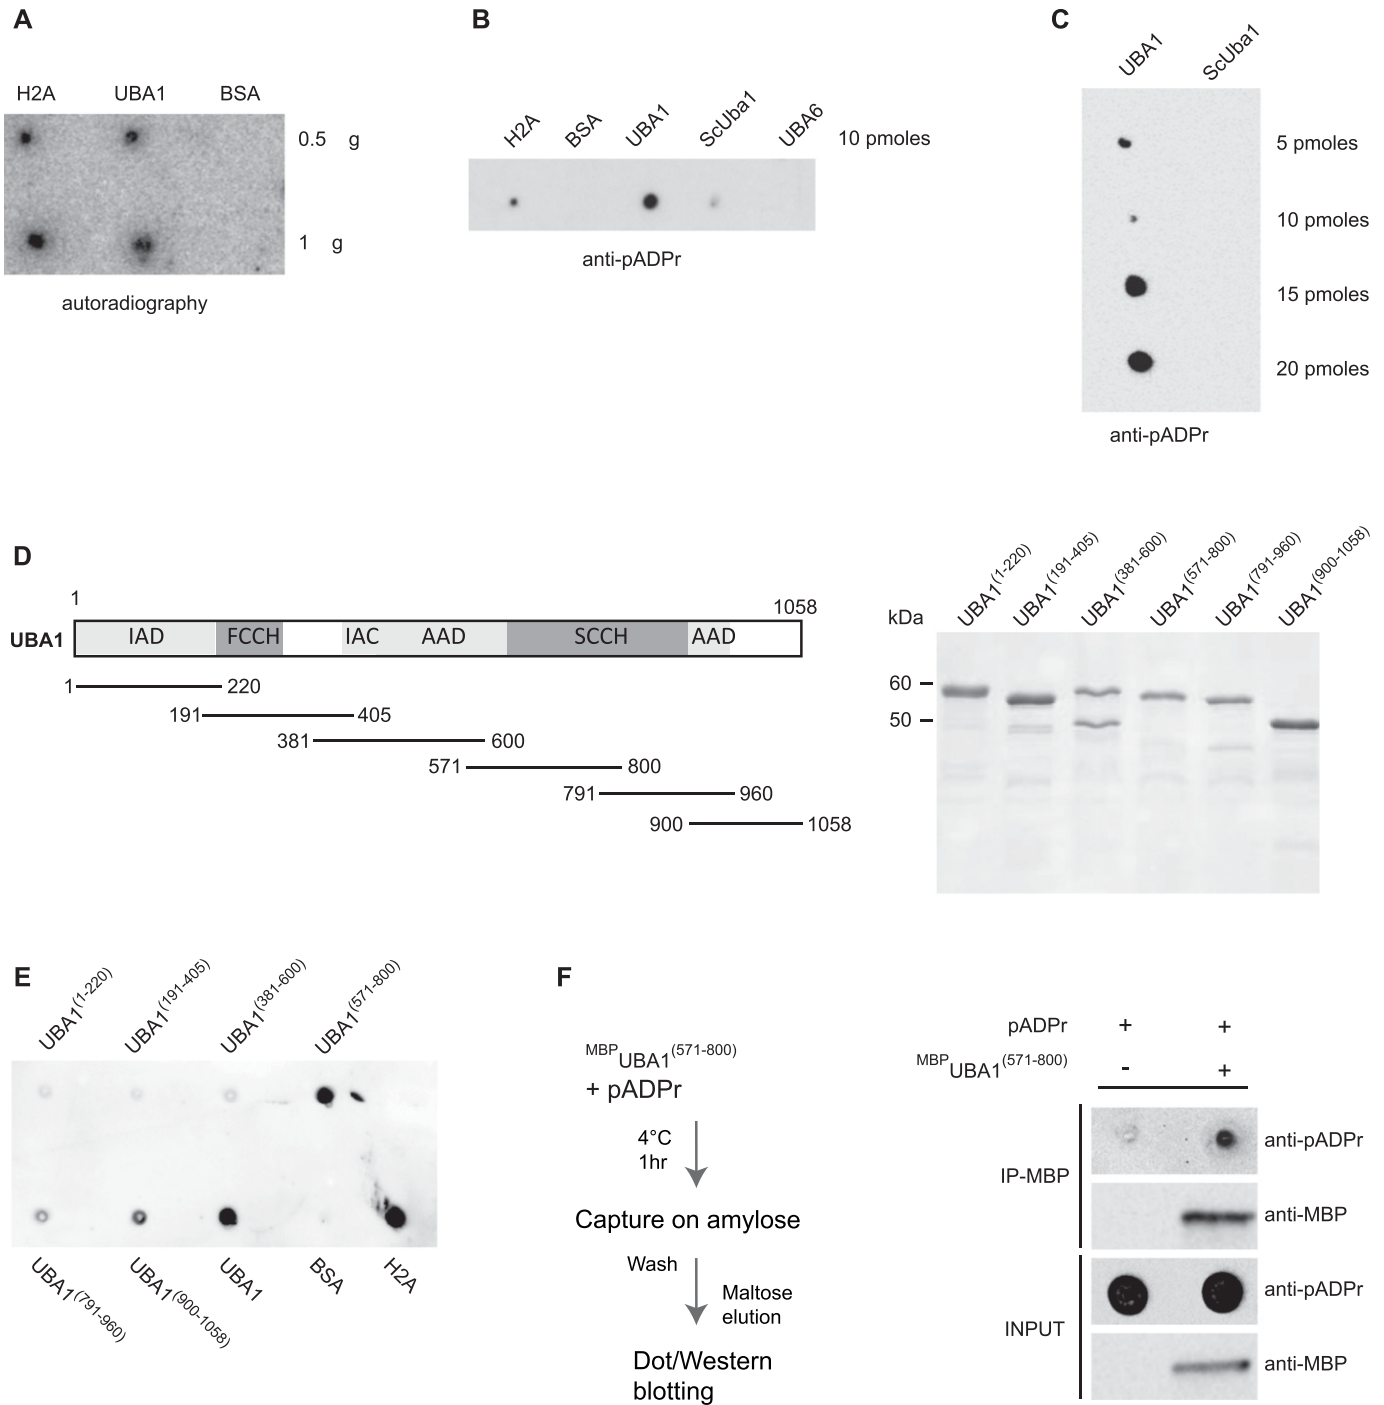 A
H2A UBA1 BSA
0.5 g
1 g
autoradiography
B
H2A BSA UBA1 ScUba1 UBA6
10 pmoles
anti-pADPr
C
UBA1 ScUba1
5 pmoles
10 pmoles
15 pmoles
20 pmoles
anti-pADPr
D
1
1058
UBA1 IAD FCCH IAC AAD SCCH AAD
1 220
191 405
381 600
571 800
791 960
900 1058
kDa
UBA1(1-220) UBA1(191-405) UBA1(381-600) UBA1(571-800) UBA1(791-960) UBA1(900-1058)
60
50
E
UBA1(1-220) UBA1(191-405) UBA1(381-600) UBA1(571-800)
UBA1(791-960) UBA1(900-1058) UBA1 BSA H2A
F
MBPUBA1(571-800)
+ pADPr
4°C
1hr
Capture on amylose
Wash
Maltose
elution
Dot/Western
blotting
pADPr + +
MBPUBA1(571-800) - +
IP-MBP
anti-pADPr
anti-MBP
INPUT
anti-pADPr
anti-MBP